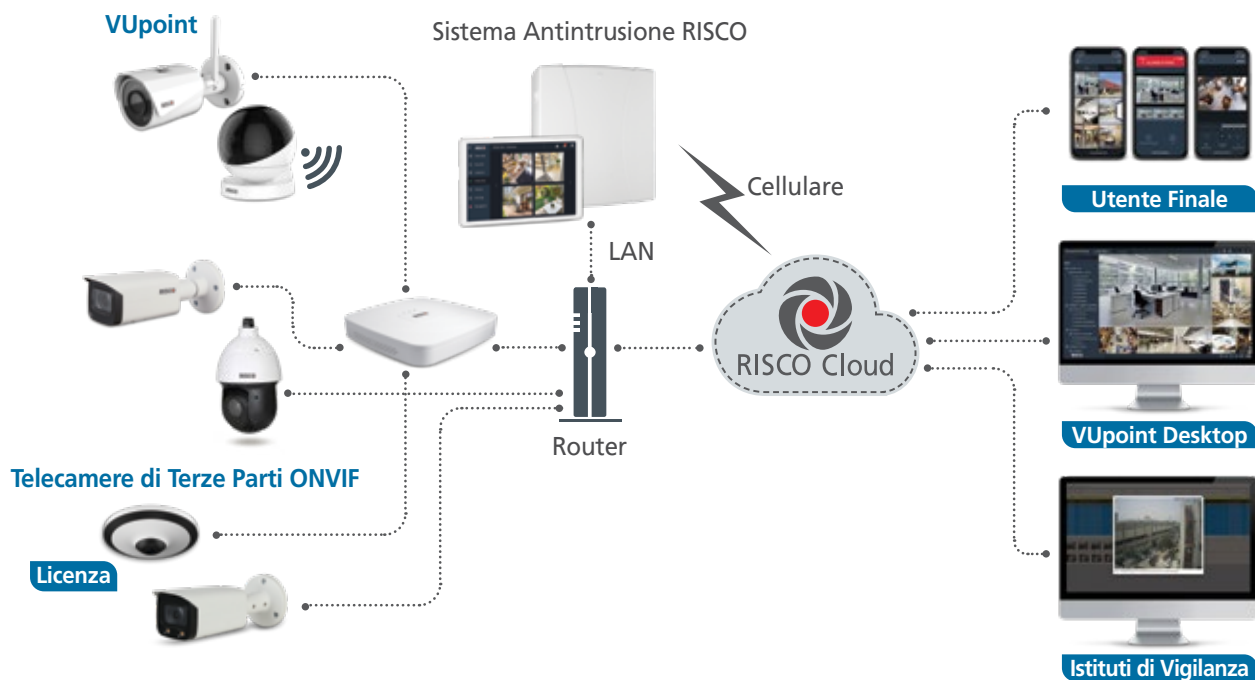 VUpoint
Sistema Antintrusione RISCO
Cellulare
LAN
Utente Finale
RISCO Cloud
Router
VUpoint Desktop
Telecamere di Terze Parti ONVIF
Licenza
Istituti di Vigilanza